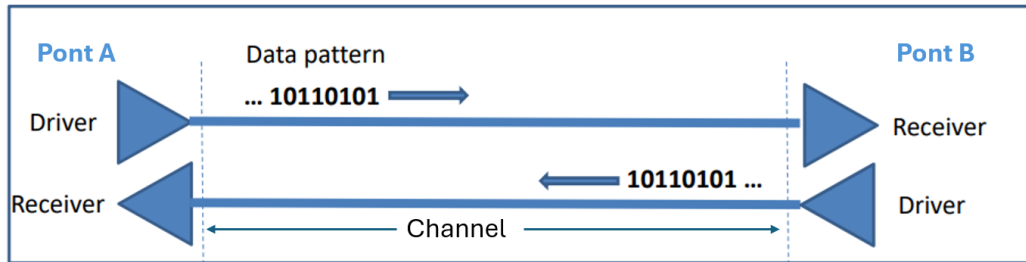 Pont A
Data pattern
Pont B
... 10110101
Driver
Receiver
10110101 ...
Receiver
Driver
Channel